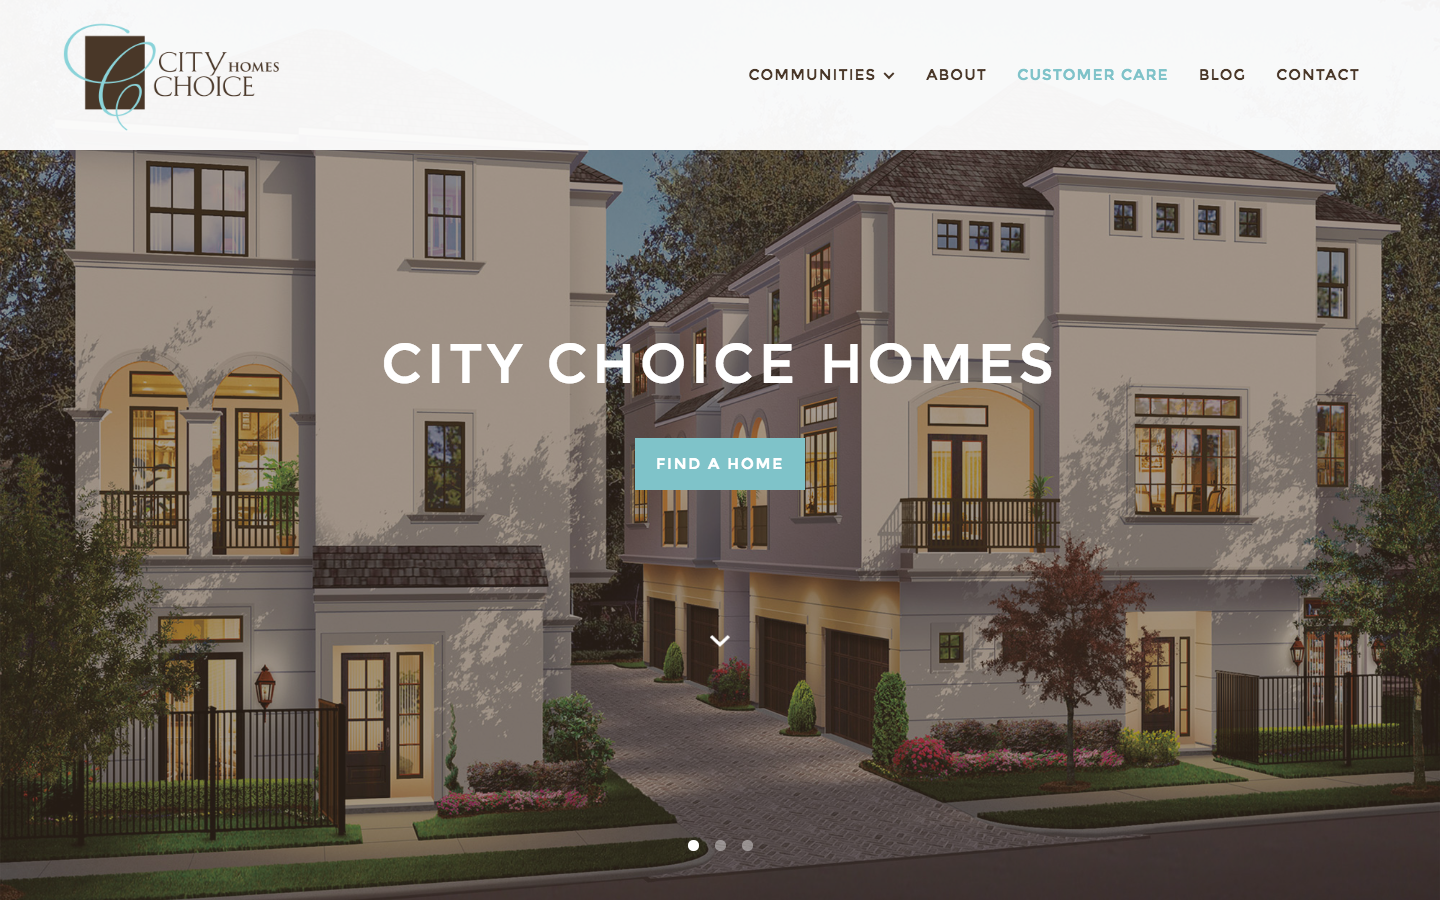 CITY HOMES
CHOICE
COMMUNITIES
ABOUT
CUSTOMER CARE
BLOG
CONTACT
CITY CHOICE HOMES
FIND A HOME